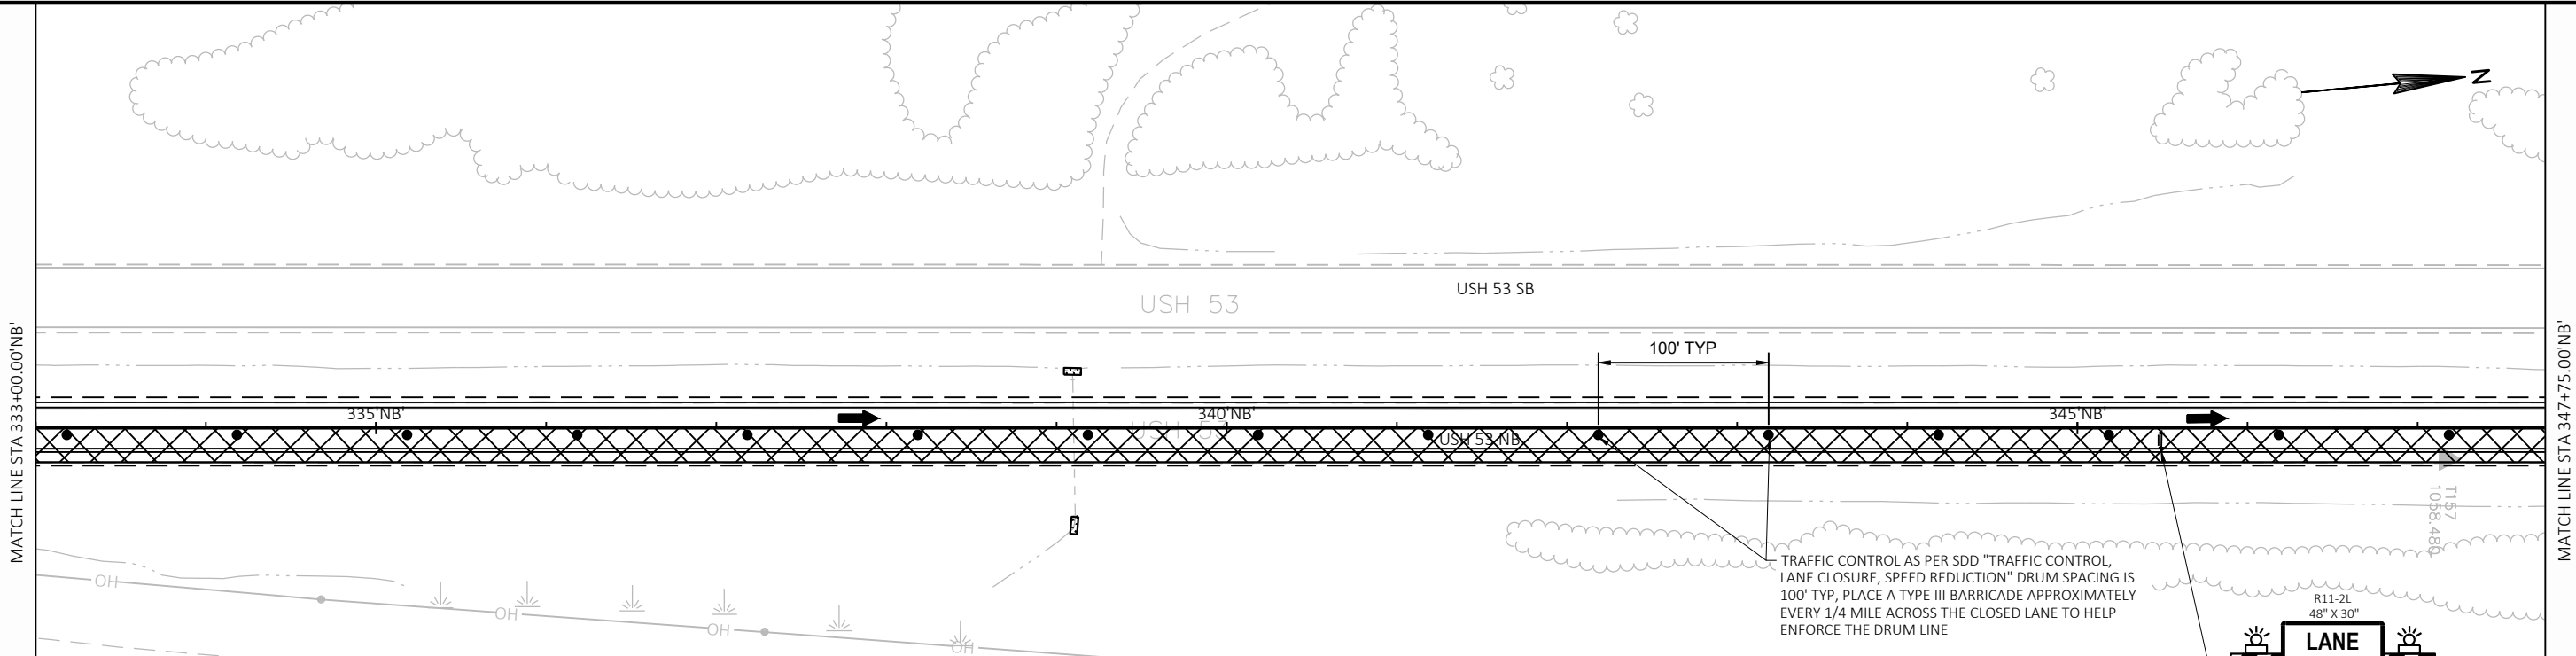 MATCH LINE STA 333+00.00'NB'
N
USH 53 SB
USH 53
100' TYP
335'NB'
340'NB'
345'NB'
USH 53
USH 53 NB
MATCH LINE STA 347+75.00'NB'
T157
1058.480
TRAFFIC CONTROL AS PER SDD "TRAFFIC CONTROL,
LANE CLOSURE, SPEED REDUCTION" DRUM SPACING IS
100' TYP, PLACE A TYPE III BARRICADE APPROXIMATELY
EVERY 1/4 MILE ACROSS THE CLOSED LANE TO HELP
ENFORCE THE DRUM LINE
R11-2L
48" X 30"
LANE
OH
OH
OH
OH